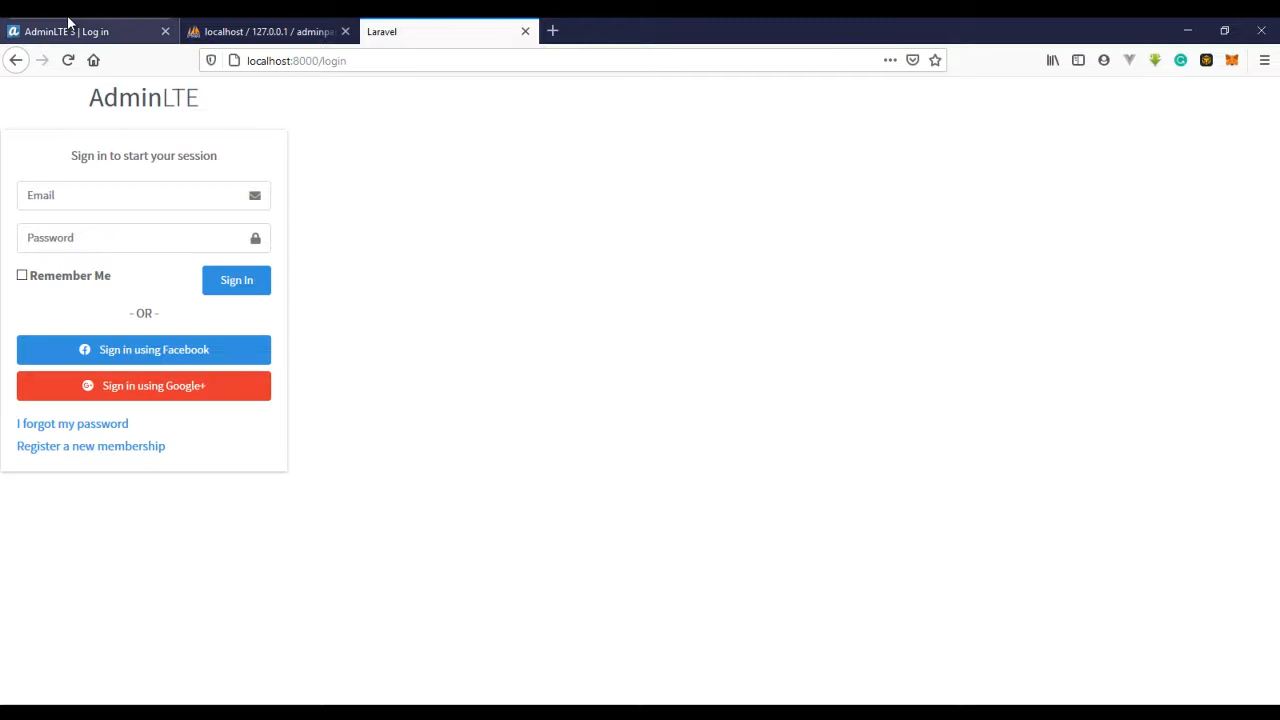 AdminLTE 3 | Log in
localhost / 127.0.0.1 / adminpa
Laravel
localhost:8000/login
AdminLTE
Sign in to start your session
Email
Password
Remember Me
Sign In
- OR -
Sign in using Facebook
Sign in using Google+
I forgot my password
Register a new membership